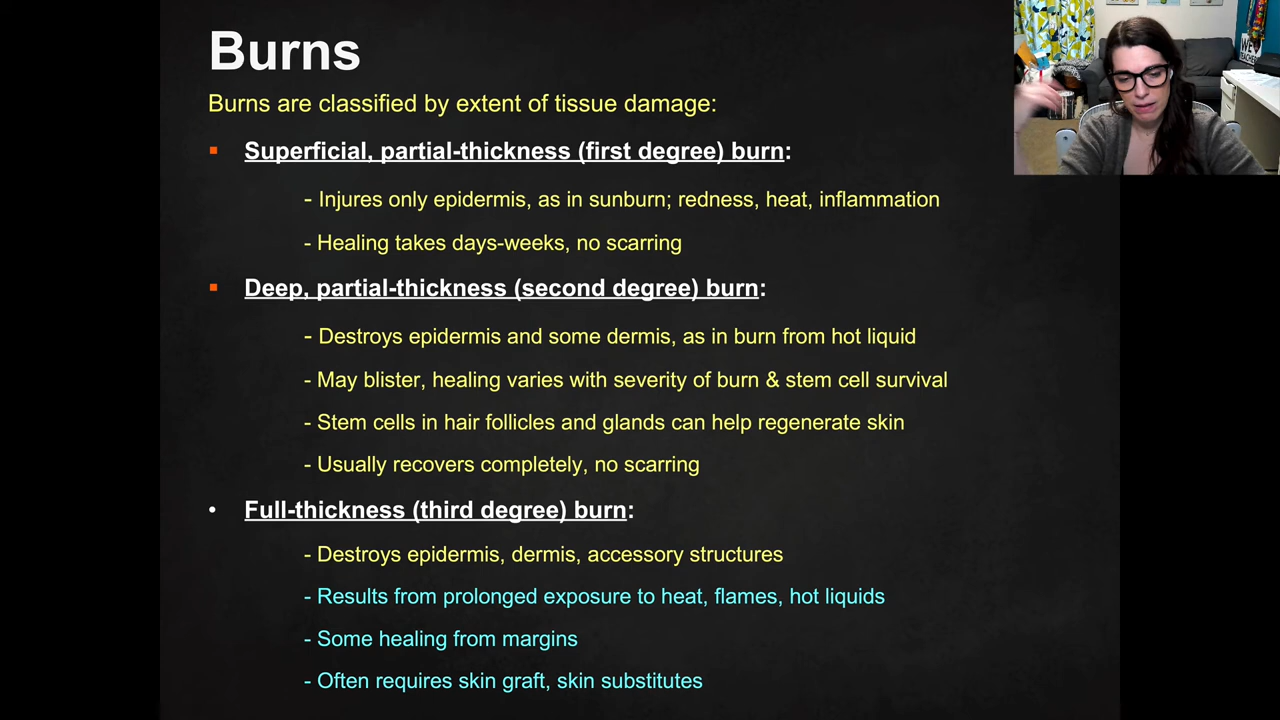 Burns
Burns are classified by extent of tissue damage:
▪ Superficial, partial-thickness (first degree) burn:
- Injures only epidermis, as in sunburn; redness, heat, inflammation
- Healing takes days-weeks, no scarring
▪ Deep, partial-thickness (second degree) burn:
- Destroys epidermis and some dermis, as in burn from hot liquid
- May blister, healing varies with severity of burn & stem cell survival
- Stem cells in hair follicles and glands can help regenerate skin
- Usually recovers completely, no scarring
• Full-thickness (third degree) burn:
- Destroys epidermis, dermis, accessory structures
- Results from prolonged exposure to heat, flames, hot liquids
- Some healing from margins
- Often requires skin graft, skin substitutes